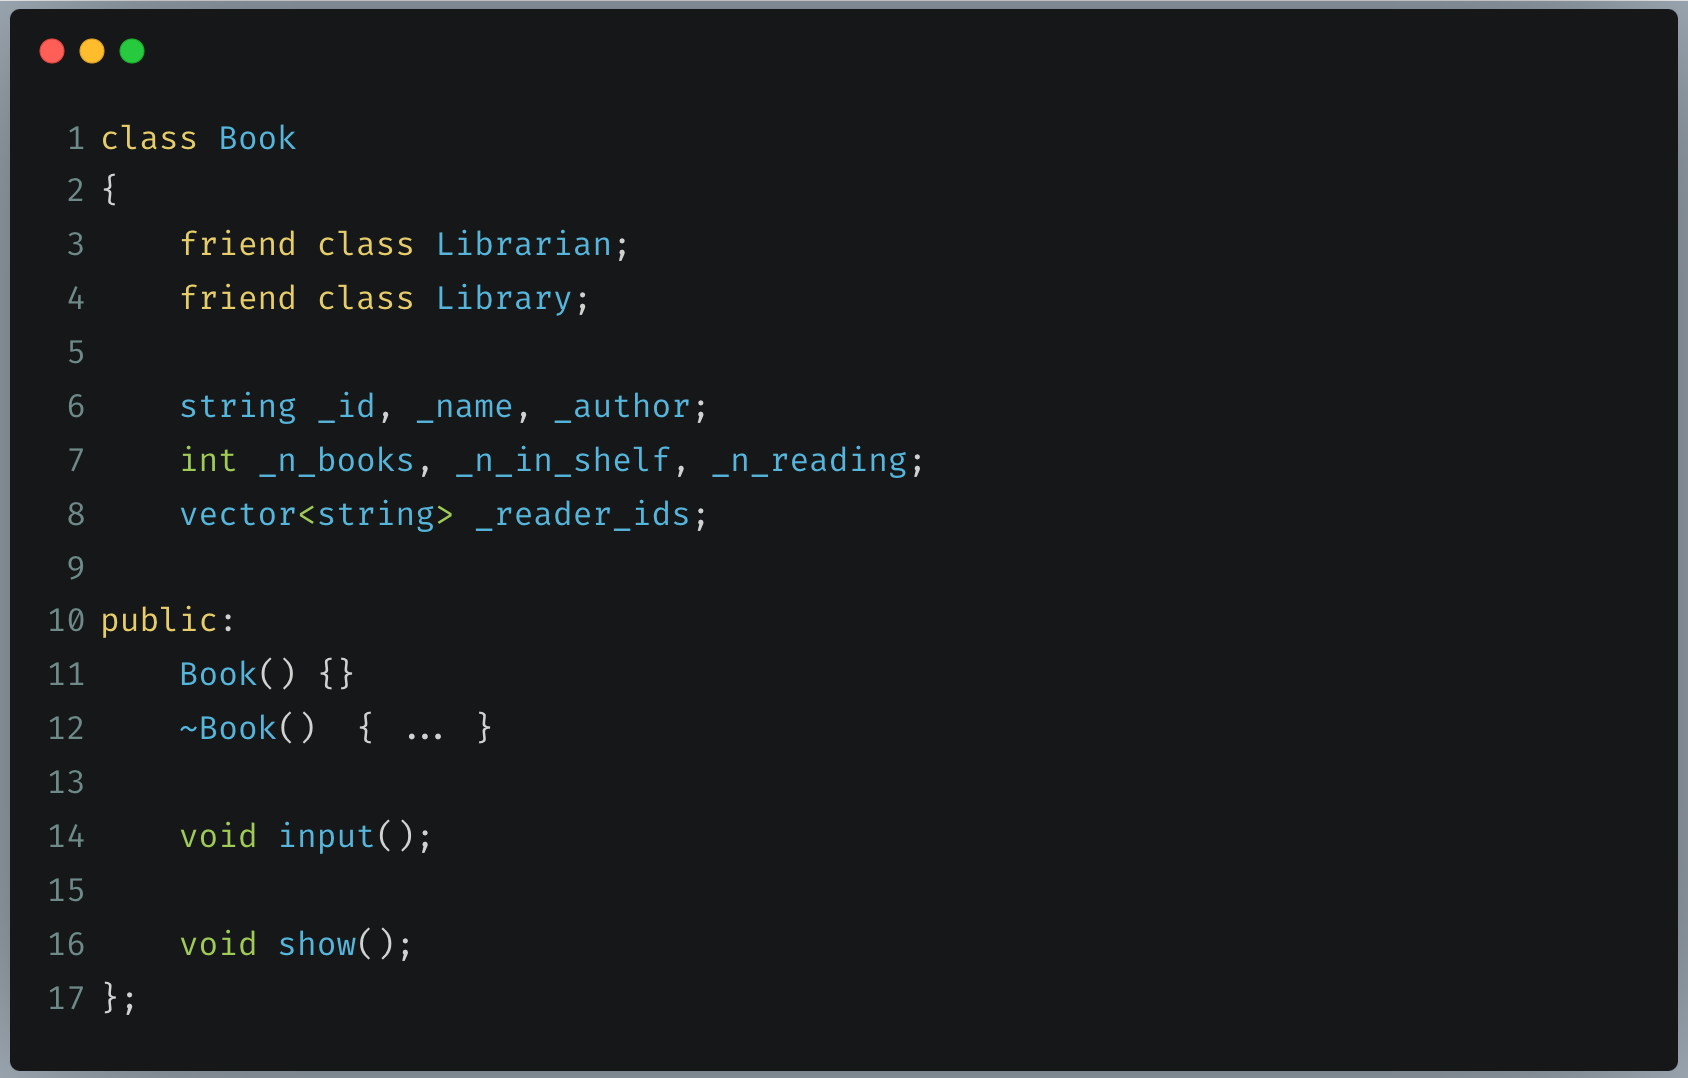 1 class Book
2 {
3     friend class Librarian;
4     friend class Library;
5
6     string _id, _name, _author;
7     int _n_books, _n_in_shelf, _n_reading;
8     vector<string> _reader_ids;
9
10 public:
11     Book() {}
12     ~Book()  { ... }
13
14     void input();
15
16     void show();
17 };